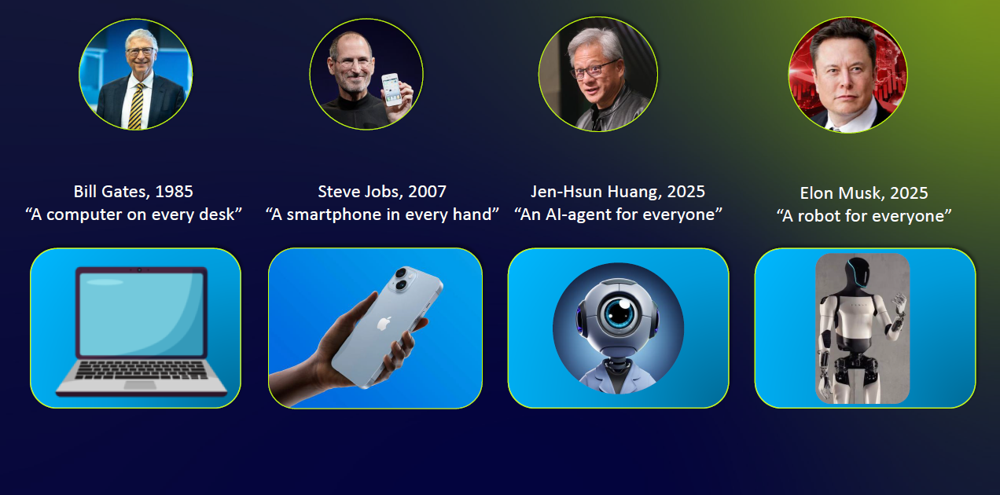 Bill Gates, 1985
“A computer on every desk”
Steve Jobs, 2007
“A smartphone in every hand”
Jen-Hsun Huang, 2025
“An AI-agent for everyone”
Elon Musk, 2025
“A robot for everyone”